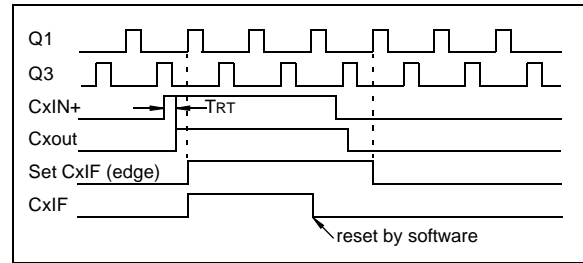 Q1
Q3
CxIN+
TRT
Cxout
Set CxIF (edge)
CxIF
reset by software